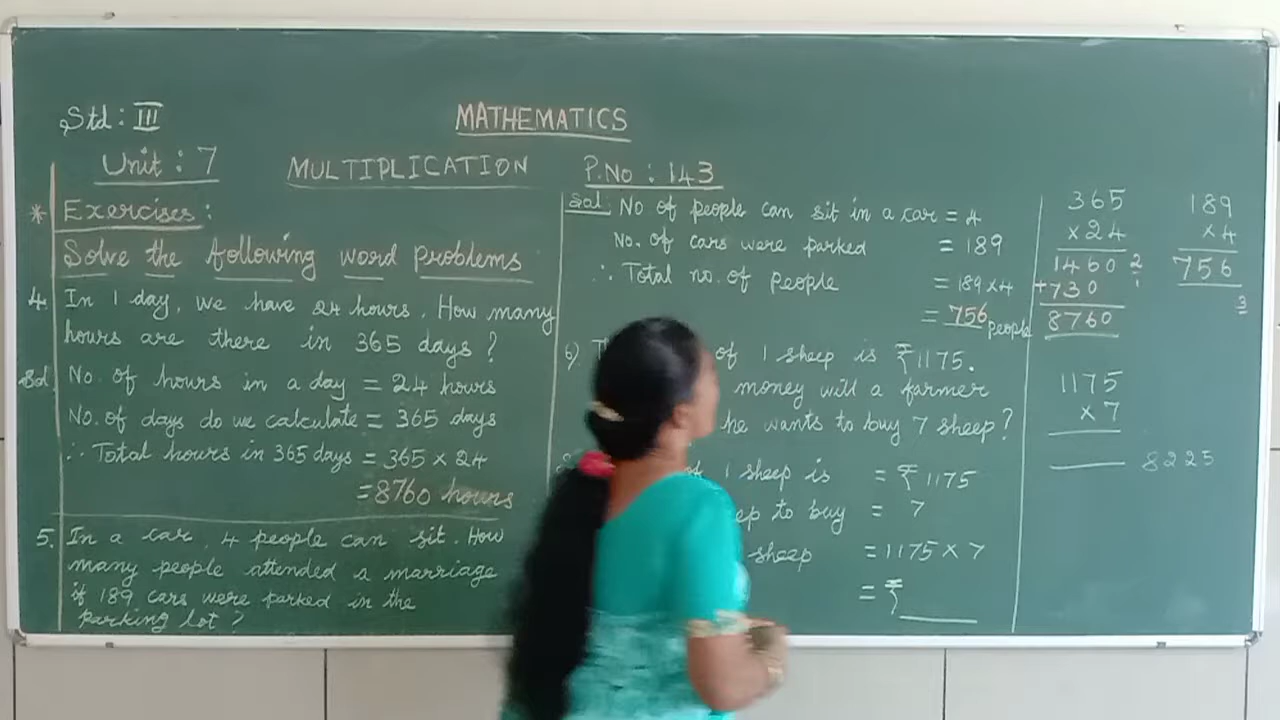 Std: III
MATHEMATICS
Unit: 7 MULTIPLICATION P.No: 143
* Exercises:
Solve the following word problems
4. In 1 day, we have 24 hours. How many
hours are there in 365 days?
Sol. No. of hours in a day = 24 hours
No. of days do we calculate = 365 days
∴ Total hours in 365 days = 365 × 24
= 8760 hours
5. In a car, 4 people can sit. How
many people attended a marriage
if 189 cars were parked in the
parking lot?
Sol: No of people can sit in a car = 4
No. of cars were parked = 189
∴ Total no. of people = 189×4
= 756 people
6) of 1 sheep is ₹1175.
money will a farmer
he wants to buy 7 sheep?
of 1 sheep is = ₹1175
to buy = 7
sheep = 1175 × 7
= ₹
365
×24
1460 2
+730 1
8760
189
×4
756
3
1175
×7
8225